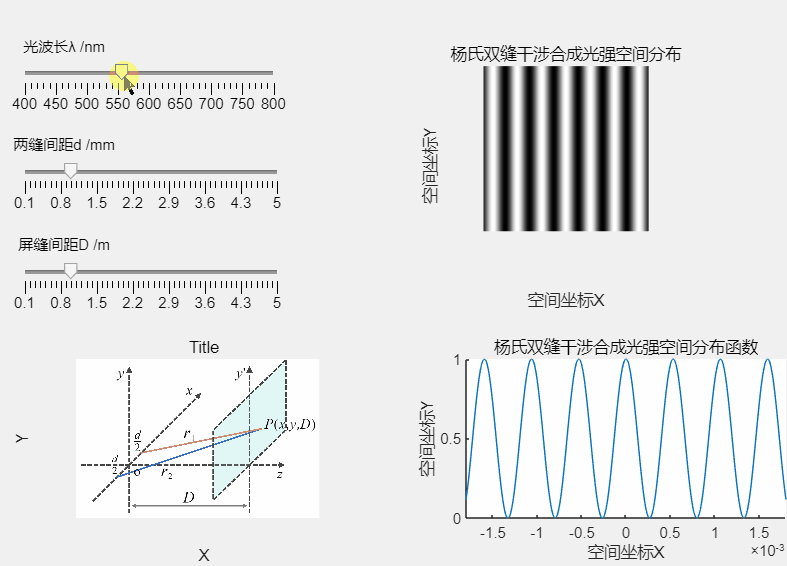 光波长λ /nm
400 450 500 550 600 650 700 750 800
两缝间距d /mm
0.1 0.8 1.5 2.2 2.9 3.6 4.3 5
屏缝间距D /m
0.1 0.8 1.5 2.2 2.9 3.6 4.3 5
杨氏双缝干涉合成光强空间分布
空间坐标Y
空间坐标X
Title
Y
y
x
y'
P(x,y,D)
d
2
r1
d
2
o
r2
z
D
X
杨氏双缝干涉合成光强空间分布函数
空间坐标Y
1
0.5
0
-1.5 -1 -0.5 0 0.5 1 1.5
×10-3
空间坐标X